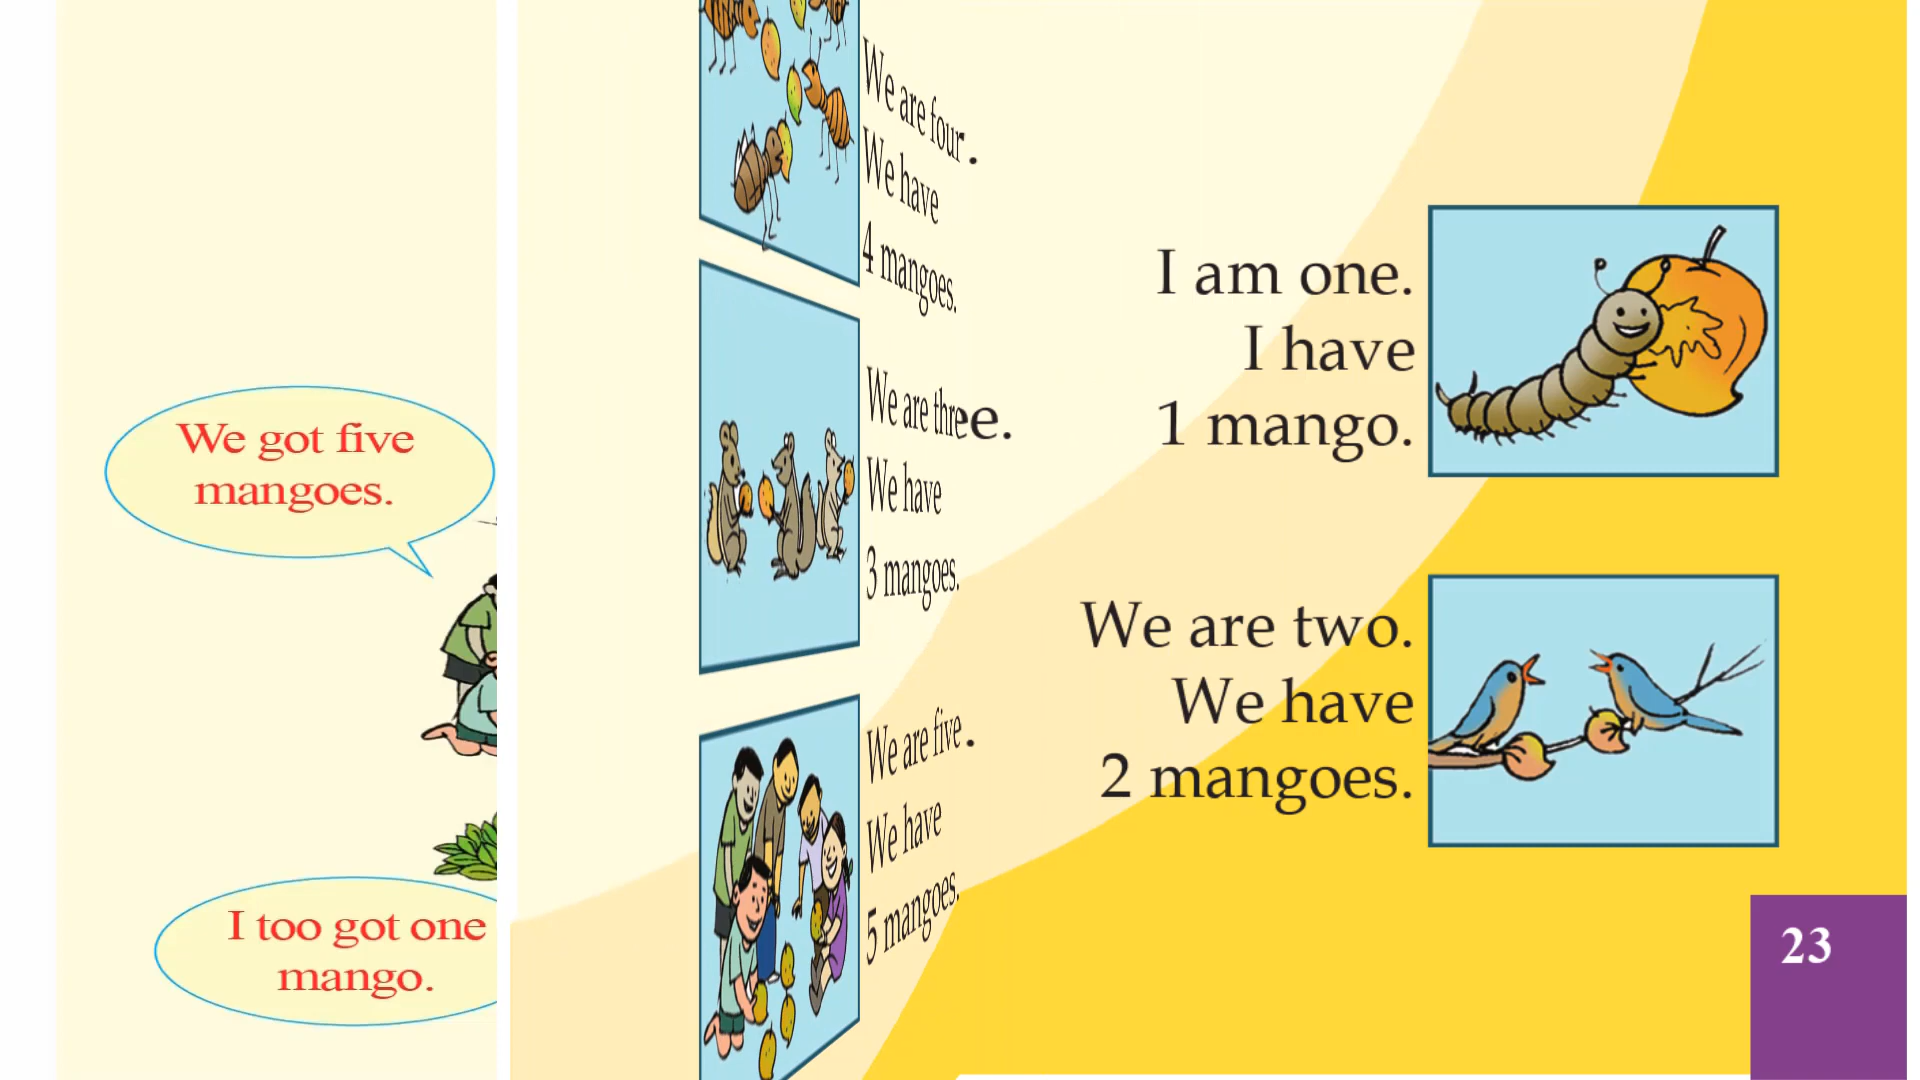 We got five
mangoes.
I too got one
mango.
We are four.
We have
4 mangoes.
We are three.
We have
3 mangoes.
We are five.
We have
5 mangoes.
I am one.
I have
1 mango.
We are two.
We have
2 mangoes.
23